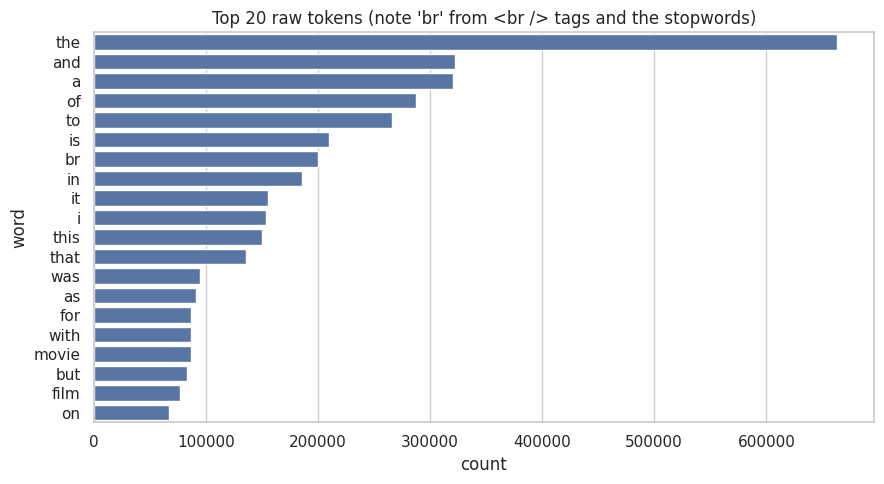 Top 20 raw tokens (note 'br' from <br /> tags and the stopwords)
the
and
a
of
to
is
br
in
it
i
this
that
was
as
for
with
movie
but
film
on
word
0 100000 200000 300000 400000 500000 600000
count